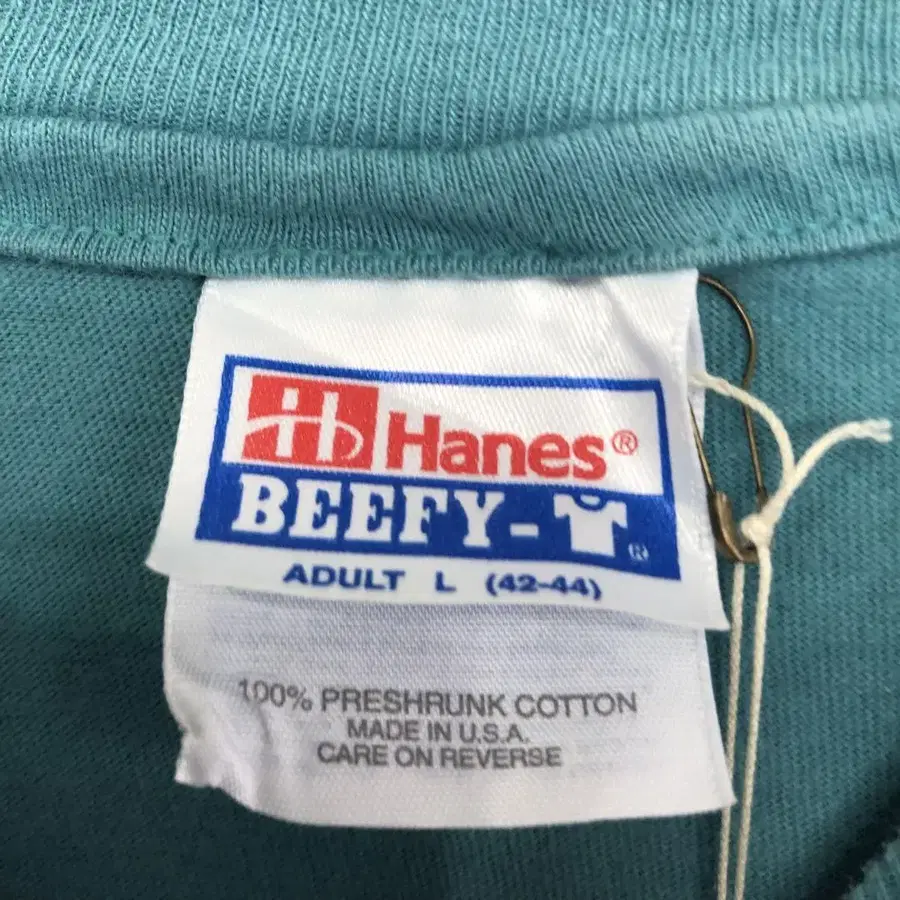 Hanes®
BEEFY-T®
ADULT L (42-44)
100% PRESHRUNK COTTON
MADE IN U.S.A.
CARE ON REVERSE